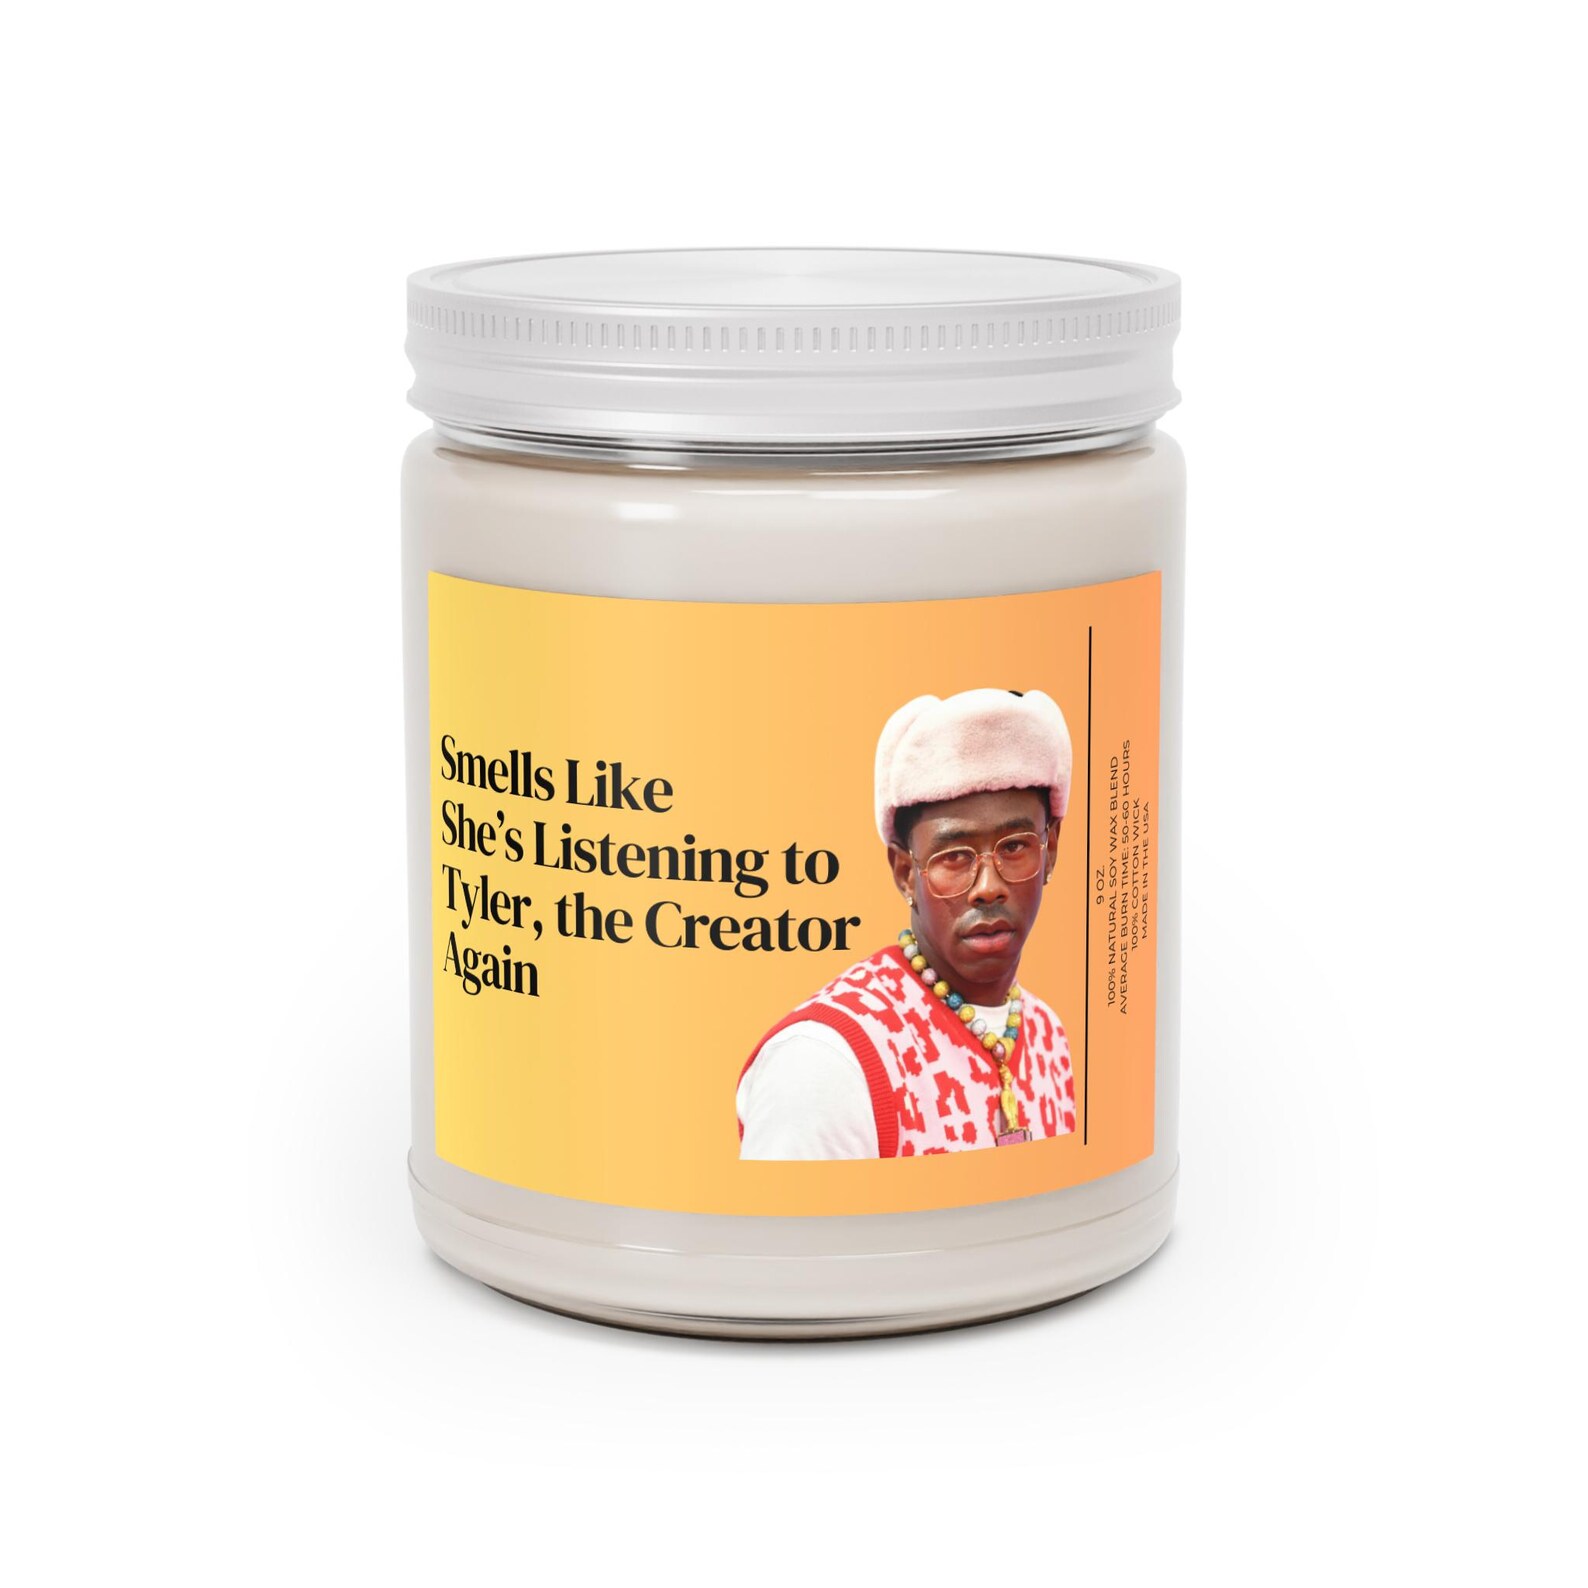 Smells Like
She's Listening to
Tyler, the Creator
Again
9 OZ.
100% NATURAL SOY WAX BLEND
AVERAGE BURN TIME: 50-60 HOURS
100% COTTON WICK
MADE IN THE USA